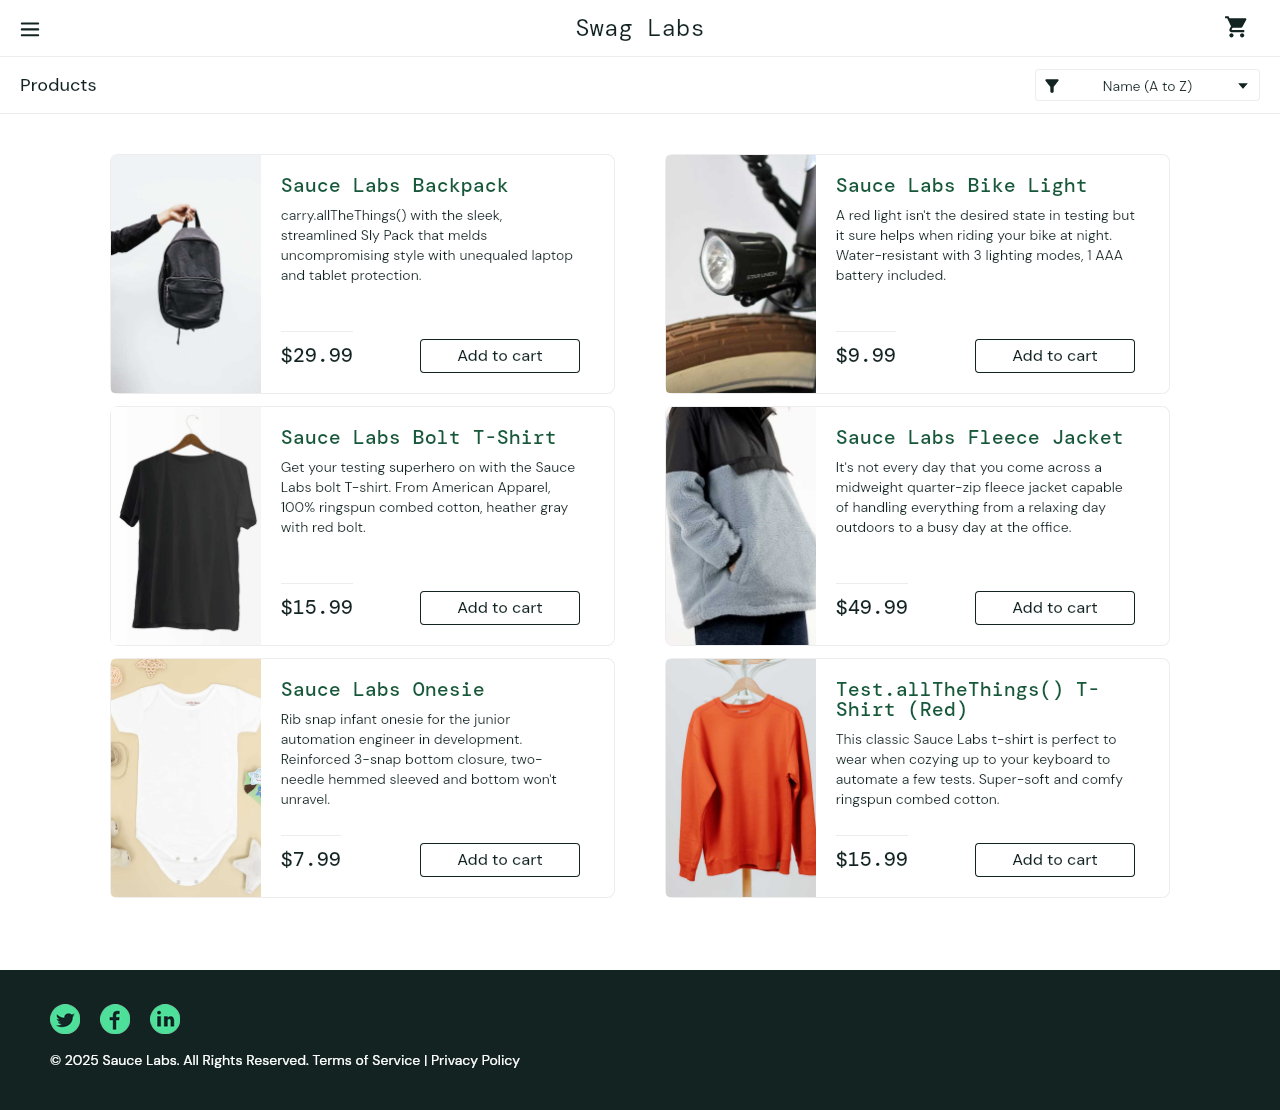 Swag Labs
Products
Name (A to Z)
Sauce Labs Backpack
carry.allTheThings() with the sleek,
streamlined Sly Pack that melds
uncompromising style with unequaled laptop
and tablet protection.
$29.99
Add to cart
Sauce Labs Bike Light
A red light isn't the desired state in testing but
it sure helps when riding your bike at night.
Water-resistant with 3 lighting modes, 1 AAA
battery included.
$9.99
Add to cart
Sauce Labs Bolt T-Shirt
Get your testing superhero on with the Sauce
Labs bolt T-shirt. From American Apparel,
100% ringspun combed cotton, heather gray
with red bolt.
$15.99
Add to cart
Sauce Labs Fleece Jacket
It's not every day that you come across a
midweight quarter-zip fleece jacket capable
of handling everything from a relaxing day
outdoors to a busy day at the office.
$49.99
Add to cart
Sauce Labs Onesie
Rib snap infant onesie for the junior
automation engineer in development.
Reinforced 3-snap bottom closure, two-
needle hemmed sleeved and bottom won't
unravel.
$7.99
Add to cart
Test.allTheThings() T-
Shirt (Red)
This classic Sauce Labs t-shirt is perfect to
wear when cozying up to your keyboard to
automate a few tests. Super-soft and comfy
ringspun combed cotton.
$15.99
Add to cart
© 2025 Sauce Labs. All Rights Reserved. Terms of Service | Privacy Policy